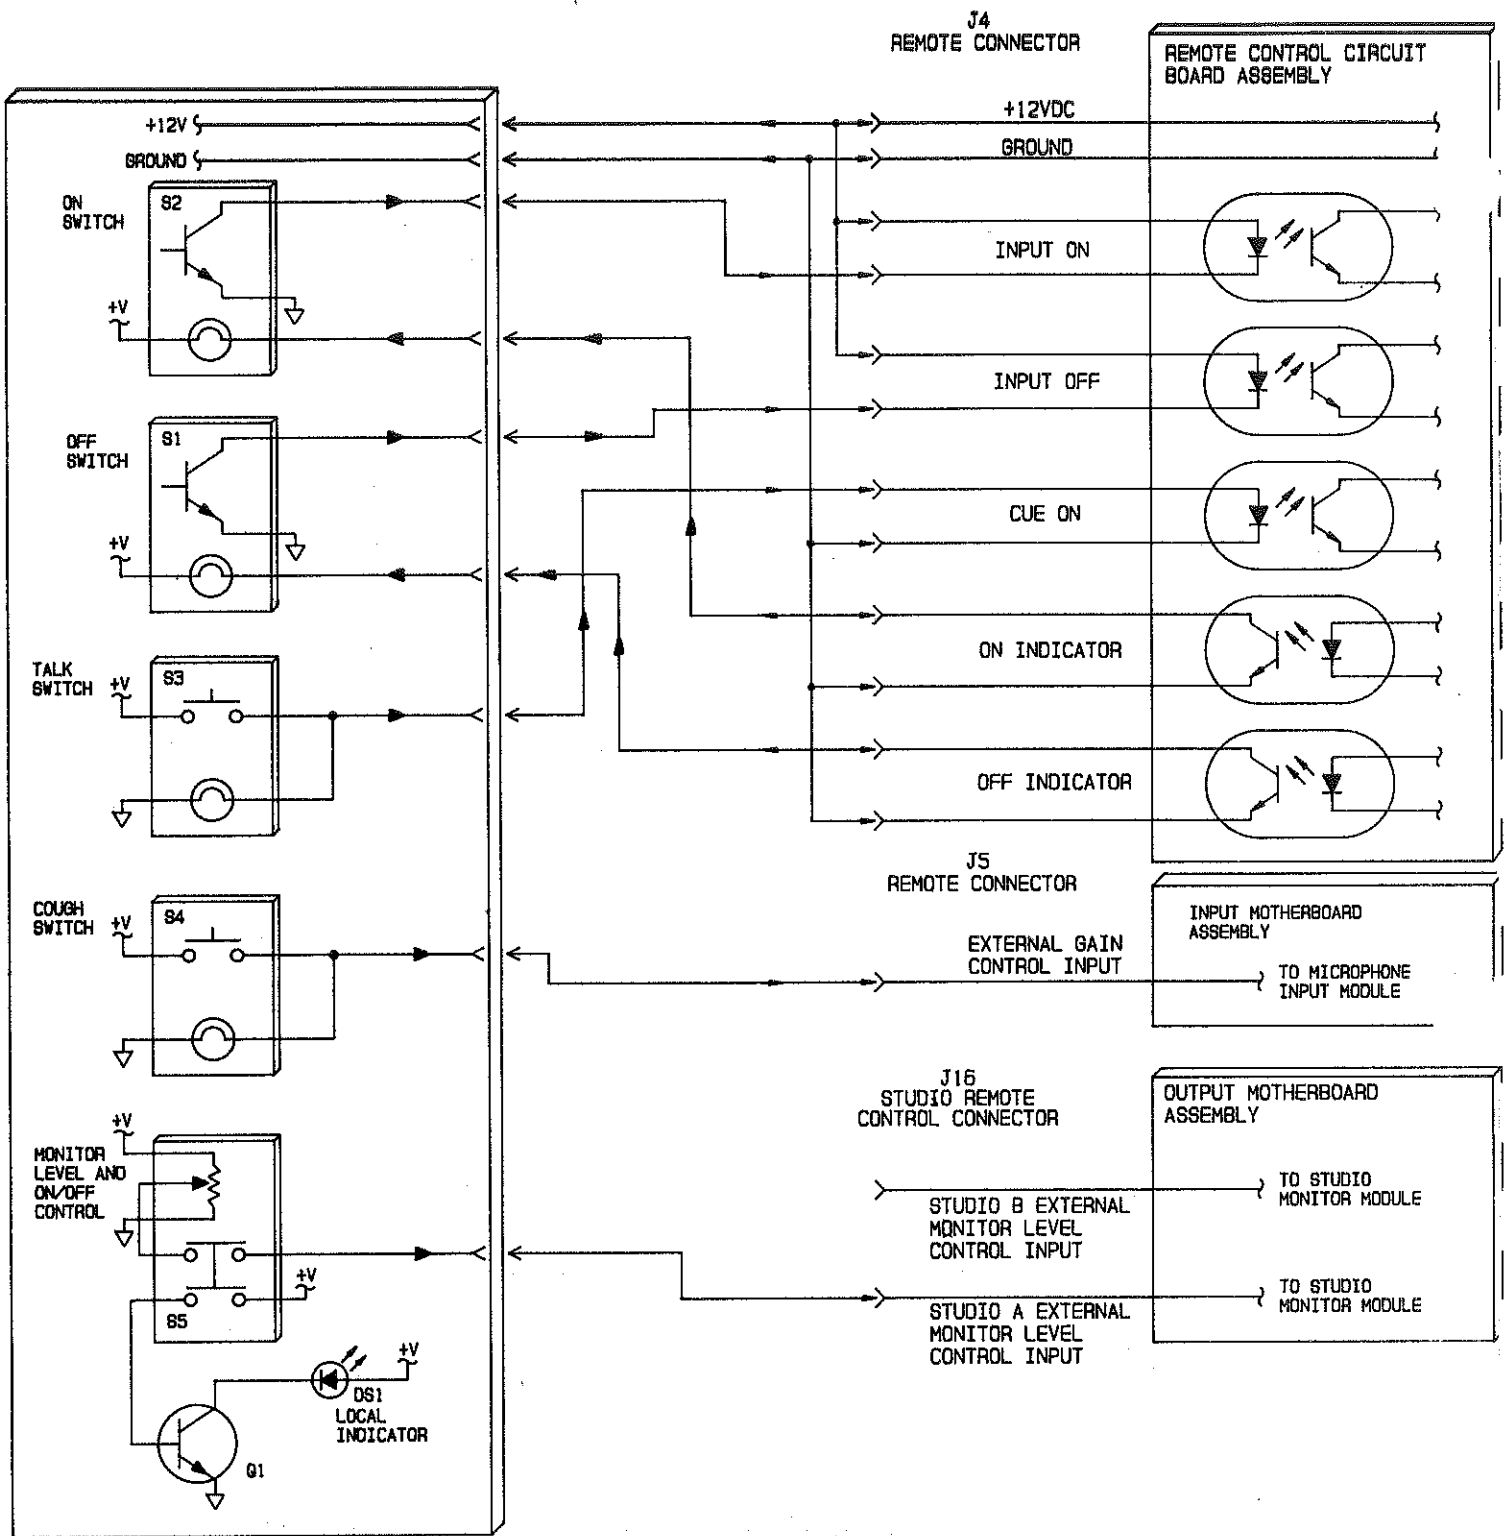 J4
REMOTE CONNECTOR
REMOTE CONTROL CIRCUIT
BOARD ASSEMBLY
+12V
+12VDC
GROUND
GROUND
ON
SWITCH
S2
+V
INPUT ON
INPUT OFF
OFF
SWITCH
S1
+V
CUE ON
ON INDICATOR
TALK
SWITCH
+V
S3
OFF INDICATOR
J5
REMOTE CONNECTOR
COUGH
SWITCH
+V
S4
INPUT MOTHERBOARD
ASSEMBLY
EXTERNAL GAIN
CONTROL INPUT
TO MICROPHONE
INPUT MODULE
J16
STUDIO REMOTE
CONTROL CONNECTOR
OUTPUT MOTHERBOARD
ASSEMBLY
+V
MONITOR
LEVEL AND
ON/OFF
CONTROL
TO STUDIO
MONITOR MODULE
STUDIO B EXTERNAL
MONITOR LEVEL
CONTROL INPUT
+V
S5
TO STUDIO
MONITOR MODULE
STUDIO A EXTERNAL
MONITOR LEVEL
CONTROL INPUT
+V
DS1
LOCAL
INDICATOR
Q1